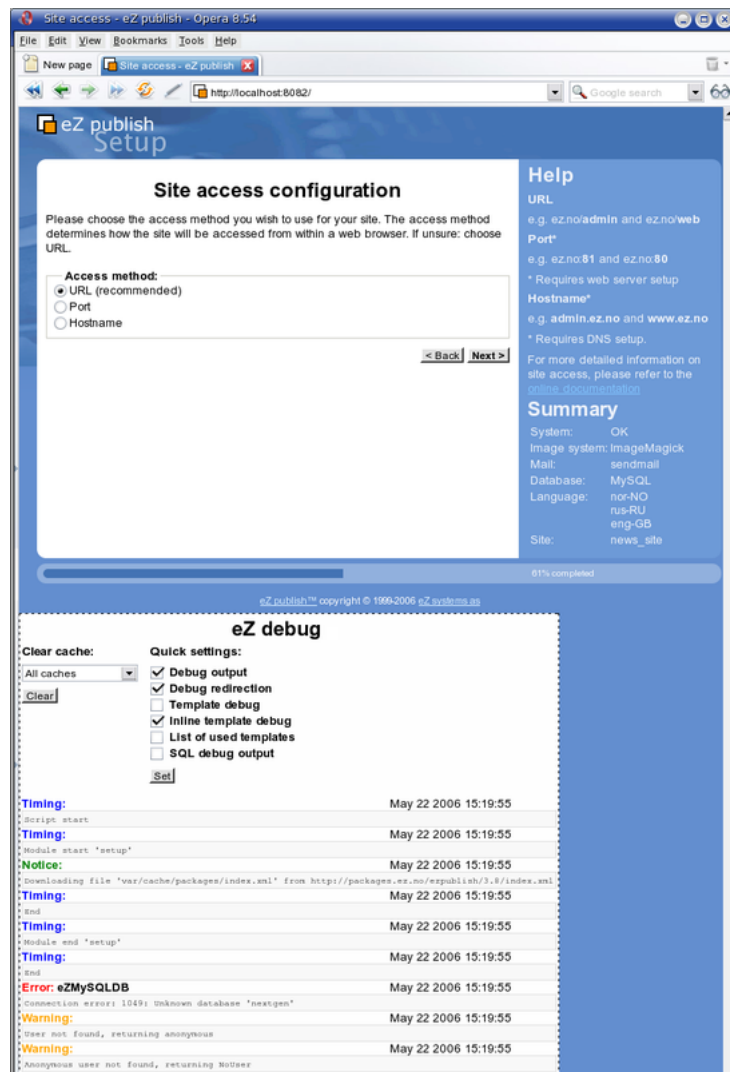 Site access - eZ publish - Opera 8.54
File Edit View Bookmarks Tools Help
New page
Site access - eZ publish
http://localhost:8082/
Google search
eZ publish
Setup
Site access configuration
Please choose the access method you wish to use for your site. The access method
determines how the site will be accessed from within a web browser. If unsure: choose
URL.
Access method:
URL (recommended)
Port
Hostname
< Back Next >
Help
URL
e.g. ez.no/admin and ez.no/web
Port*
e.g. ez.no:81 and ez.no:80
* Requires web server setup
Hostname*
e.g. admin.ez.no and www.ez.no
* Requires DNS setup.
For more detailed information on
site access, please refer to the
online documentation
Summary
System: OK
Image system: ImageMagick
Mail: sendmail
Database: MySQL
Language: nor-NO
rus-RU
eng-GB
Site: news_site
61% completed
eZ publish™ copyright © 1999-2006 eZ systems as
eZ debug
Clear cache:
All caches
Clear
Quick settings:
Debug output
Debug redirection
Template debug
Inline template debug
List of used templates
SQL debug output
Set
Timing: May 22 2006 15:19:55
Script start
Timing: May 22 2006 15:19:55
Module start 'setup'
Notice: May 22 2006 15:19:55
Downloading file 'var/cache/packages/index.xml' from http://packages.ez.no/ezpublish/3.8/index.xml
Timing: May 22 2006 15:19:55
End
Timing: May 22 2006 15:19:55
Module end 'setup'
Timing: May 22 2006 15:19:55
End
Error: eZMySQLDB May 22 2006 15:19:55
Connection error: 1049: Unknown database 'nextgen'
Warning: May 22 2006 15:19:55
User not found, returning anonymous
Warning: May 22 2006 15:19:55
Anonymous user not found, returning NoUser